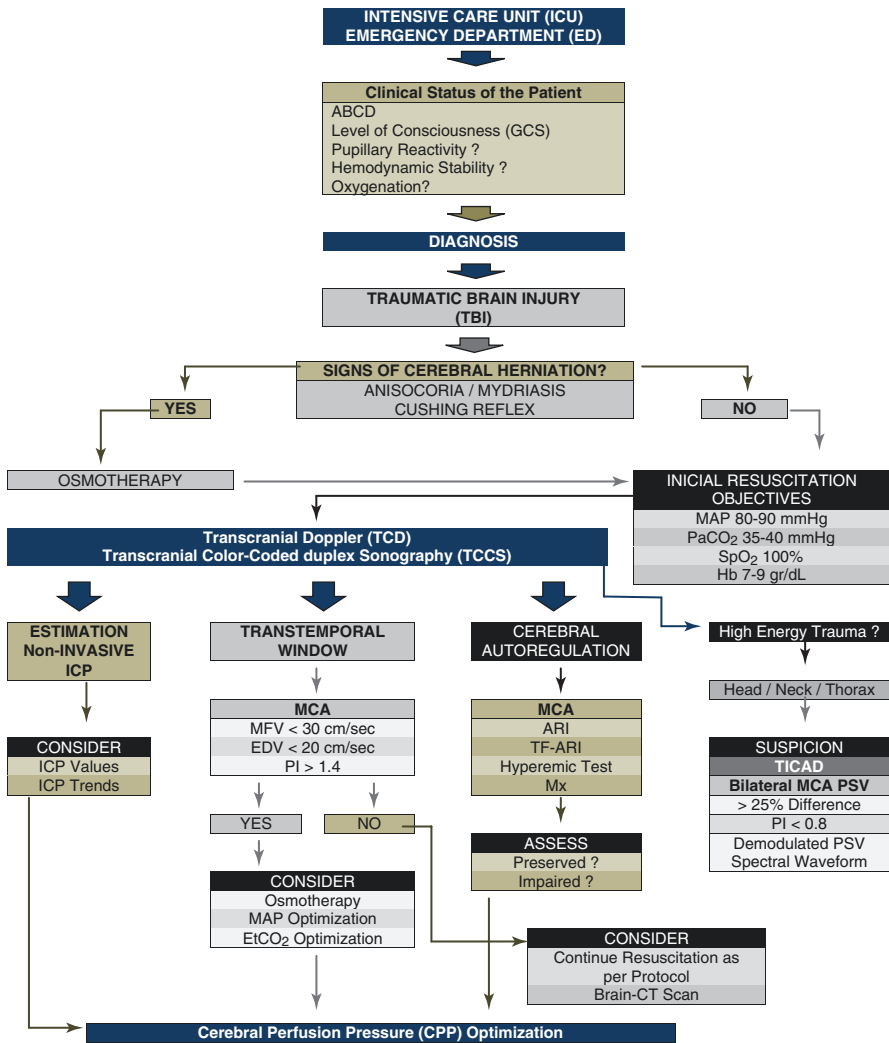 INTENSIVE CARE UNIT (ICU)
EMERGENCY DEPARTMENT (ED)
Clinical Status of the Patient
ABCD
Level of Consciousness (GCS)
Pupillary Reactivity ?
Hemodynamic Stability ?
Oxygenation?
DIAGNOSIS
TRAUMATIC BRAIN INJURY
(TBI)
SIGNS OF CEREBRAL HERNIATION?
ANISOCORIA / MYDRIASIS
CUSHING REFLEX
YES
NO
OSMOTHERAPY
INICIAL RESUSCITATION
OBJECTIVES
MAP 80-90 mmHg
PaCO2 35-40 mmHg
SpO2 100%
Hb 7-9 gr/dL
Transcranial Doppler (TCD)
Transcranial Color-Coded duplex Sonography (TCCS)
ESTIMATION
Non-INVASIVE
ICP
CONSIDER
ICP Values
ICP Trends
TRANSTEMPORAL
WINDOW
MCA
MFV < 30 cm/sec
EDV < 20 cm/sec
PI > 1.4
YES
NO
CONSIDER
Osmotherapy
MAP Optimization
EtCO2 Optimization
CEREBRAL
AUTOREGULATION
MCA
ARI
TF-ARI
Hyperemic Test
Mx
ASSESS
Preserved ?
Impaired ?
High Energy Trauma ?
Head / Neck / Thorax
SUSPICION
TICAD
Bilateral MCA PSV
> 25% Difference
PI < 0.8
Demodulated PSV
Spectral Waveform
CONSIDER
Continue Resuscitation as
per Protocol
Brain-CT Scan
Cerebral Perfusion Pressure (CPP) Optimization